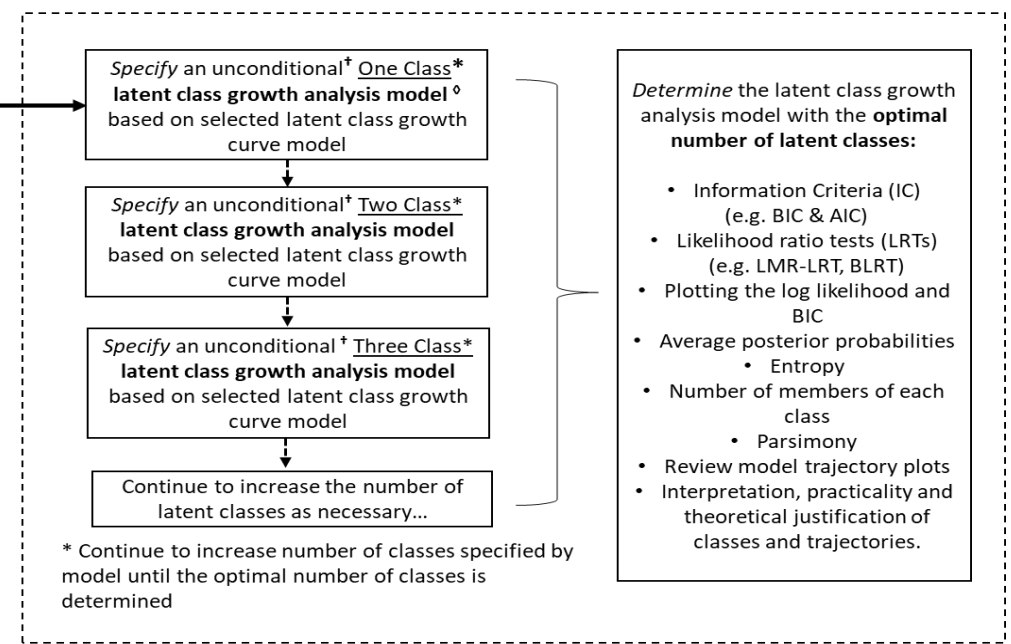 Specify an unconditional† One Class*
latent class growth analysis model ◊
based on selected latent class growth
curve model
Specify an unconditional† Two Class*
latent class growth analysis model
based on selected latent class growth
curve model
Specify an unconditional † Three Class*
latent class growth analysis model
based on selected latent class growth
curve model
Continue to increase the number of
latent classes as necessary...
* Continue to increase number of classes specified by
model until the optimal number of classes is
determined
Determine the latent class growth
analysis model with the optimal
number of latent classes:
• Information Criteria (IC)
(e.g. BIC & AIC)
• Likelihood ratio tests (LRTs)
(e.g. LMR-LRT, BLRT)
• Plotting the log likelihood and
BIC
• Average posterior probabilities
• Entropy
• Number of members of each
class
• Parsimony
• Review model trajectory plots
• Interpretation, practicality and
theoretical justification of
classes and trajectories.